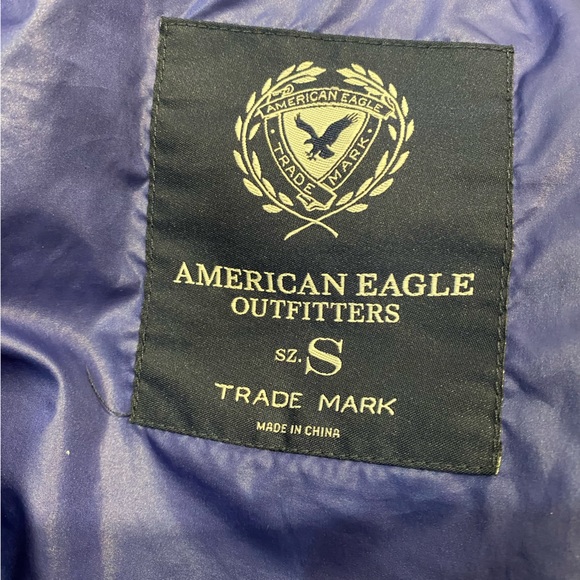 AMERICAN EAGLE
TRADE MARK
AMERICAN EAGLE
OUTFITTERS
SZ. S
TRADE MARK
MADE IN CHINA